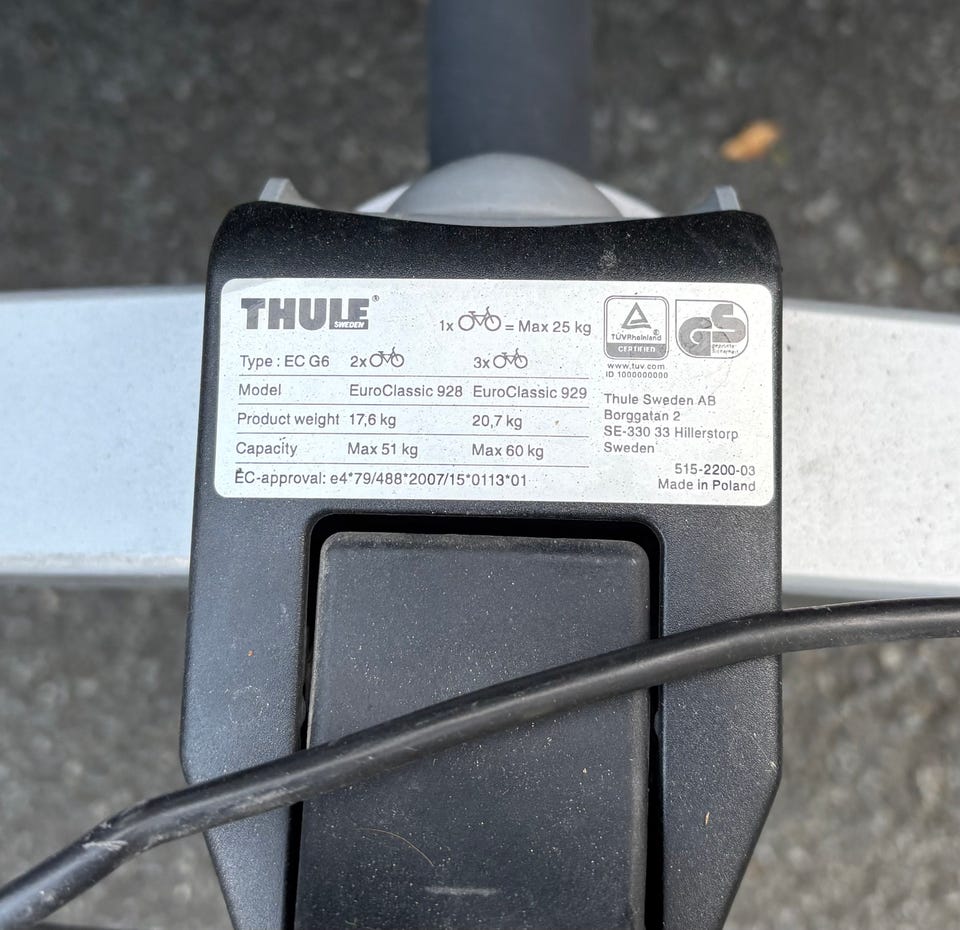 THULE®
SWEDEN
1x = Max 25 kg
Type : EC G6 2x 3x
Model EuroClassic 928 EuroClassic 929
Product weight 17,6 kg 20,7 kg
Capacity Max 51 kg Max 60 kg
EC-approval: e4*79/488*2007/15*0113*01
TÜVRheinland®
CERTIFIED
www.tuv.com
ID 1000000000
GS
geprüfte
Sicherheit
Thule Sweden AB
Borggatan 2
SE-330 33 Hillerstorp
Sweden
515-2200-03
Made in Poland